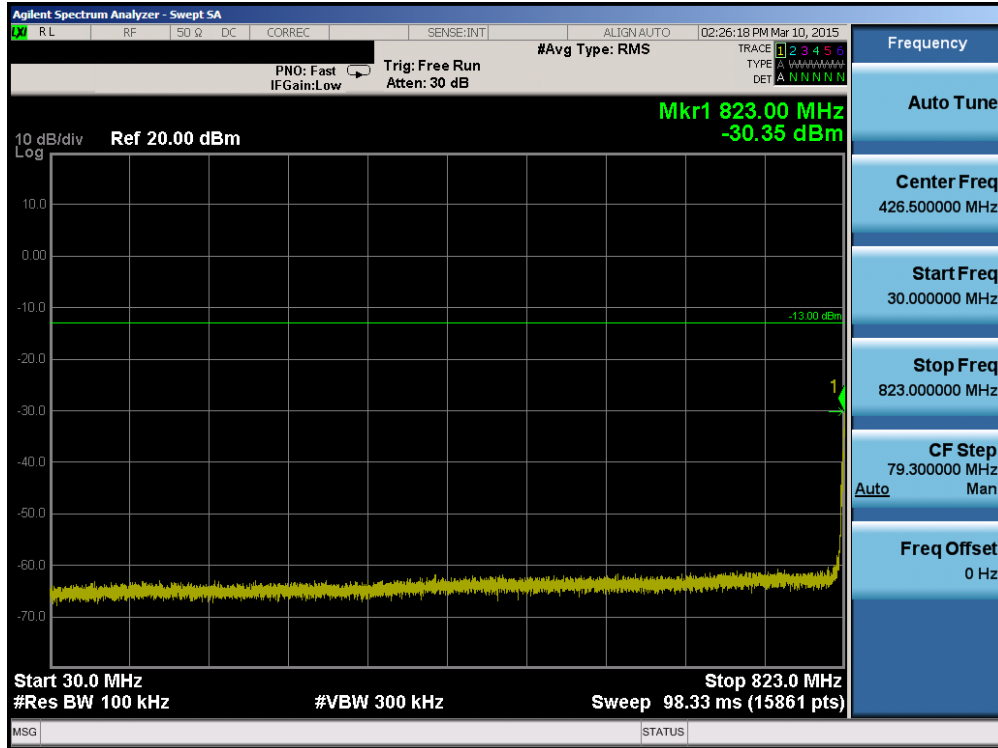 Agilent Spectrum Analyzer - Swept SA
LXI RL RF 50 Ω DC CORREC SENSE:INT ALIGN AUTO 02:26:18 PM Mar 10, 2015
#Avg Type: RMS
TRACE 1 2 3 4 5 6
PNO: Fast Trig: Free Run
TYPE A WWWWW
IFGain:Low Atten: 30 dB
DET A N N N N N
Mkr1 823.00 MHz
-30.35 dBm
10 dB/div Ref 20.00 dBm
Log
10.0
0.00
-10.0
-13.00 dBm
-20.0
1
-30.0
-40.0
-50.0
-60.0
-70.0
Start 30.0 MHz Stop 823.0 MHz
#Res BW 100 kHz #VBW 300 kHz Sweep 98.33 ms (15861 pts)
MSG STATUS
Frequency
Auto Tune
Center Freq
426.500000 MHz
Start Freq
30.000000 MHz
Stop Freq
823.000000 MHz
CF Step
79.300000 MHz
Auto Man
Freq Offset
0 Hz